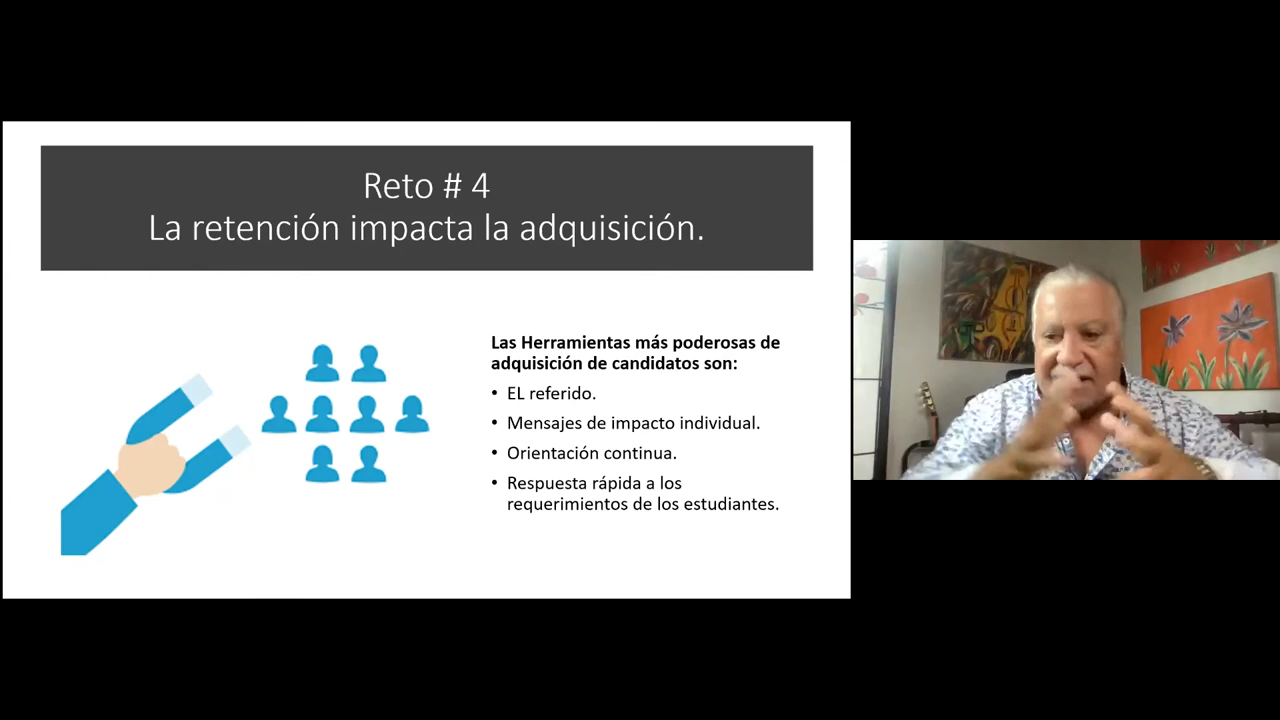 Reto # 4
La retención impacta la adquisición.
Las Herramientas más poderosas de
adquisición de candidatos son:
• EL referido.
• Mensajes de impacto individual.
• Orientación continua.
• Respuesta rápida a los
requerimientos de los estudiantes.